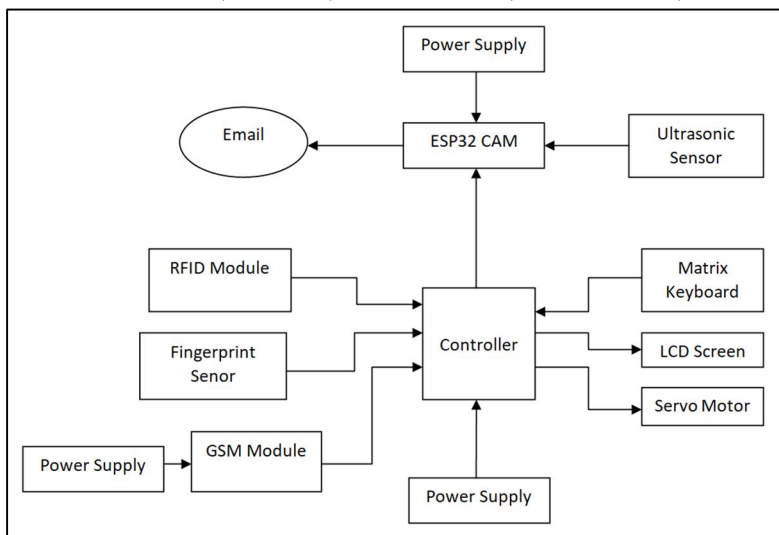 Power Supply
Email
ESP32 CAM
Ultrasonic
Sensor
RFID Module
Matrix
Keyboard
Controller
Fingerprint
Senor
LCD Screen
Servo Motor
GSM Module
Power Supply
Power Supply